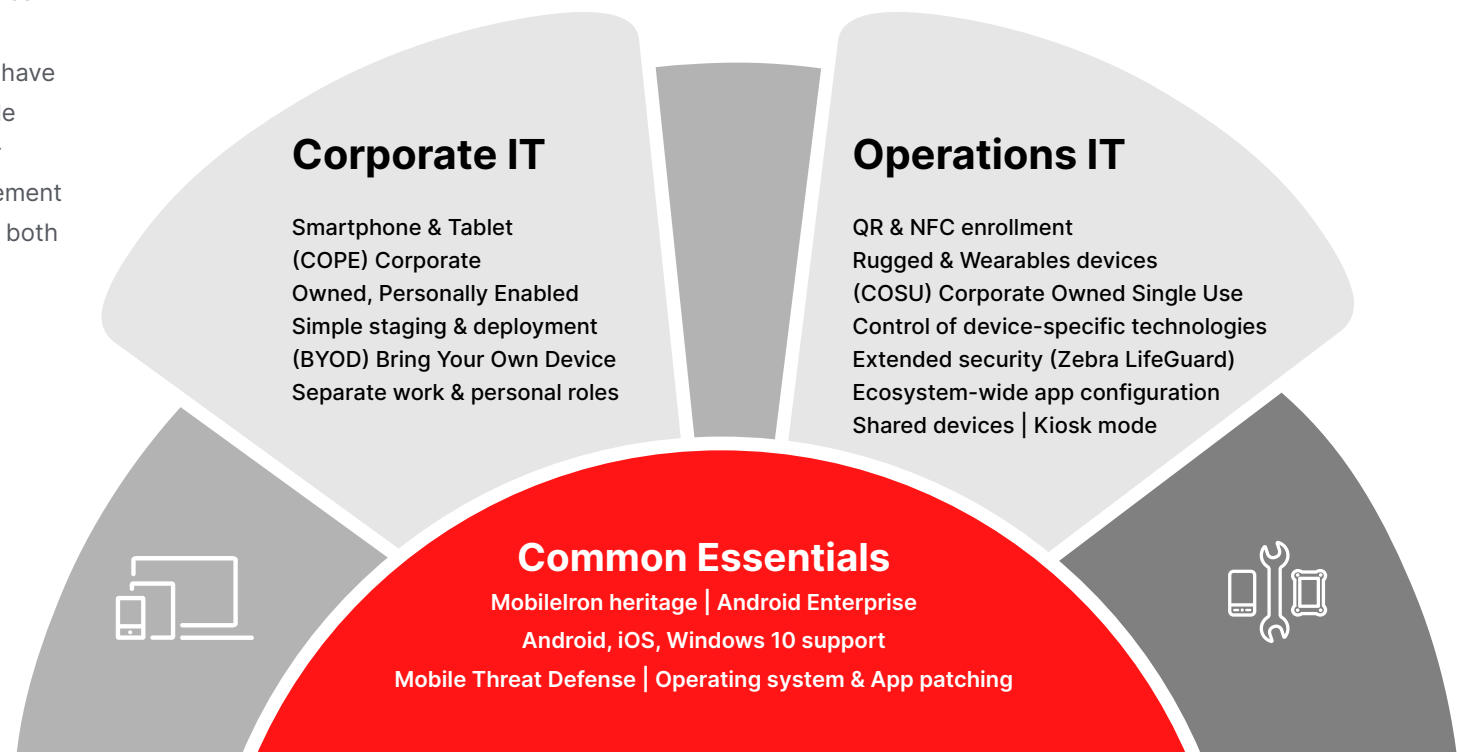 have
ement
both
Corporate IT
Smartphone & Tablet
(COPE) Corporate
Owned, Personally Enabled
Simple staging & deployment
(BYOD) Bring Your Own Device
Separate work & personal roles
Operations IT
QR & NFC enrollment
Rugged & Wearables devices
(COSU) Corporate Owned Single Use
Control of device-specific technologies
Extended security (Zebra LifeGuard)
Ecosystem-wide app configuration
Shared devices | Kiosk mode
Common Essentials
MobileIron heritage | Android Enterprise
Android, iOS, Windows 10 support
Mobile Threat Defense | Operating system & App patching